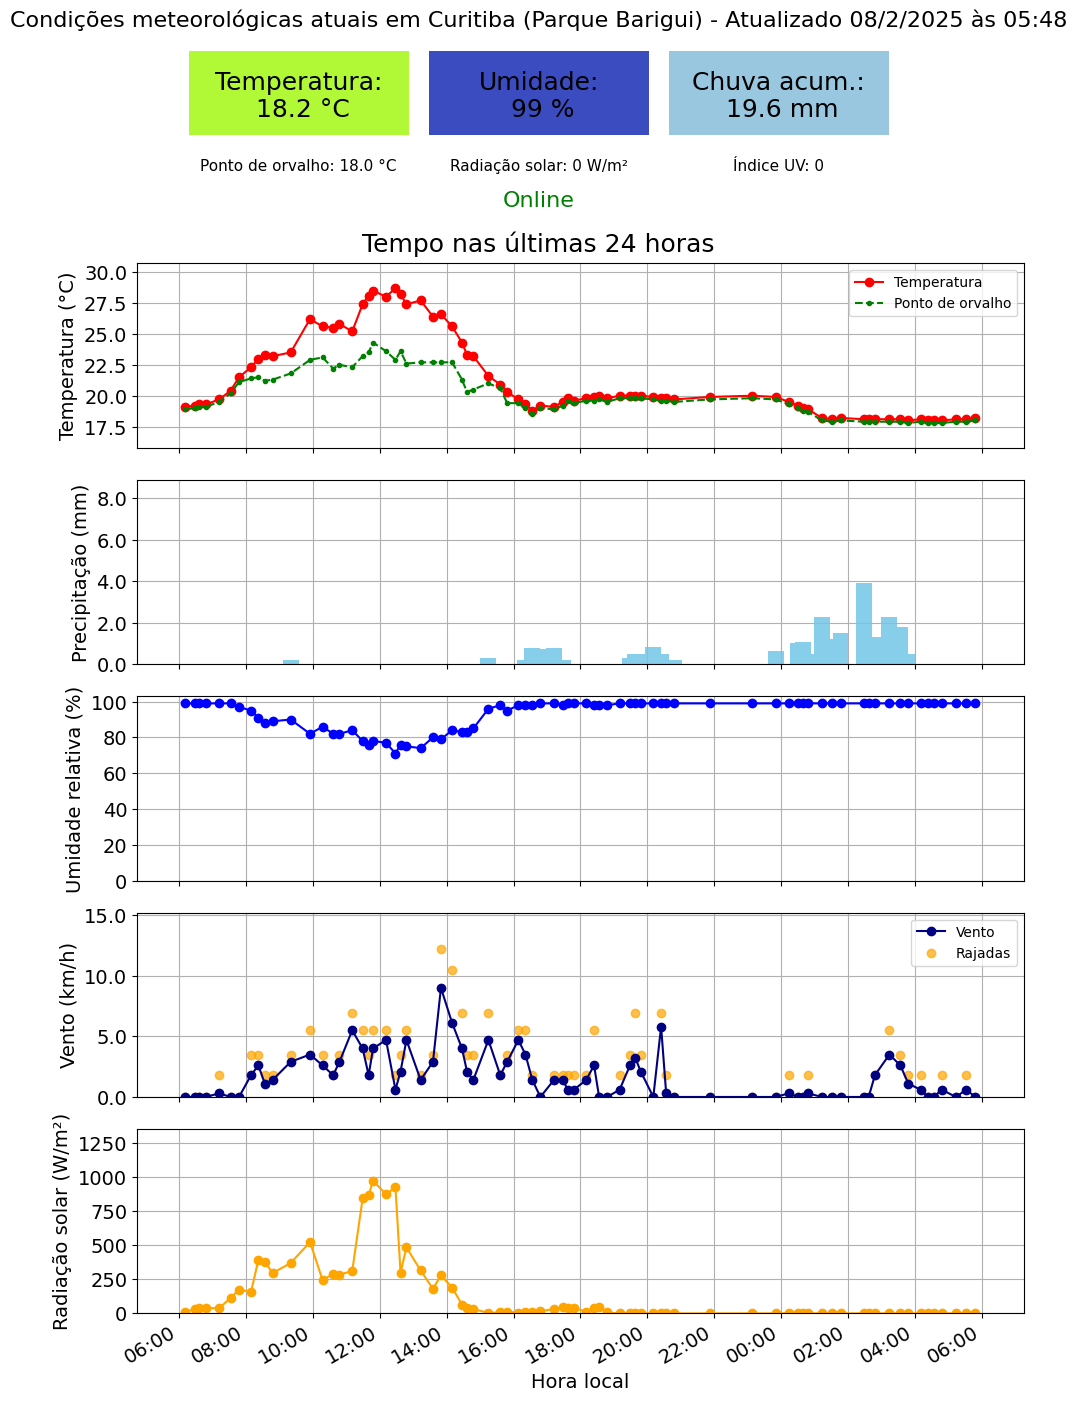 Condições meteorológicas atuais em Curitiba (Parque Barigui) - Atualizado 08/2/2025 às 05:48
Temperatura:
18.2 °C
Umidade:
99 %
Chuva acum.:
19.6 mm
Ponto de orvalho: 18.0 °C
Radiação solar: 0 W/m²
Índice UV: 0
Online
Tempo nas últimas 24 horas
Temperatura (°C)
30.0
27.5
25.0
22.5
20.0
17.5
Temperatura
Ponto de orvalho
Precipitação (mm)
8.0
6.0
4.0
2.0
0.0
Umidade relativa (%)
100
80
60
40
20
0
Vento (km/h)
15.0
10.0
5.0
0.0
Vento
Rajadas
Radiação solar (W/m²)
1250
1000
750
500
250
0
06:00
08:00
10:00
12:00
14:00
16:00
18:00
20:00
22:00
00:00
02:00
04:00
06:00
Hora local